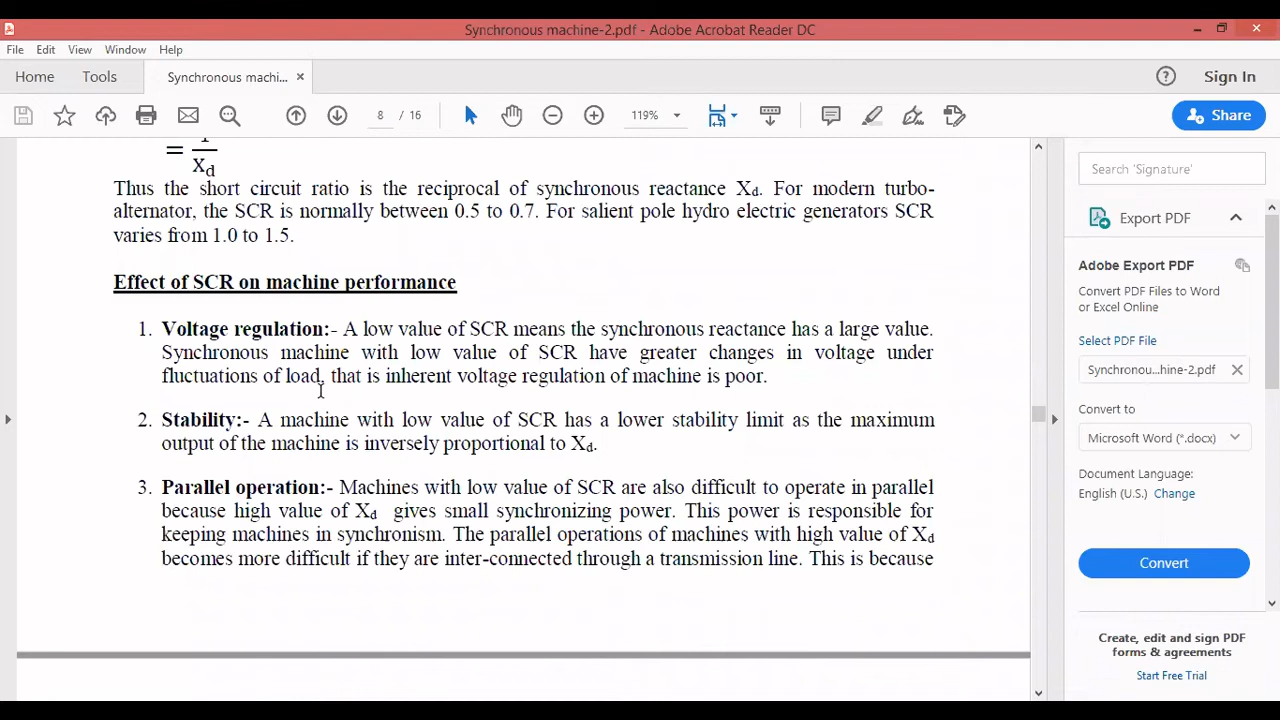 Synchronous machine-2.pdf - Adobe Acrobat Reader DC
File Edit View Window Help
Home Tools Synchronous machi... × Sign In
8 / 16 119% Share
= 
X_d
Thus the short circuit ratio is the reciprocal of synchronous reactance X_d. For modern turbo-
alternator, the SCR is normally between 0.5 to 0.7. For salient pole hydro electric generators SCR
varies from 1.0 to 1.5.
Effect of SCR on machine performance
1. Voltage regulation:- A low value of SCR means the synchronous reactance has a large value.
Synchronous machine with low value of SCR have greater changes in voltage under
fluctuations of load, that is inherent voltage regulation of machine is poor.
2. Stability:- A machine with low value of SCR has a lower stability limit as the maximum
output of the machine is inversely proportional to X_d.
3. Parallel operation:- Machines with low value of SCR are also difficult to operate in parallel
because high value of X_d gives small synchronizing power. This power is responsible for
keeping machines in synchronism. The parallel operations of machines with high value of X_d
becomes more difficult if they are inter-connected through a transmission line. This is because
Search 'Signature'
Export PDF
Adobe Export PDF
Convert PDF Files to Word
or Excel Online
Select PDF File
Synchronou...hine-2.pdf ×
Convert to
Microsoft Word (*.docx)
Document Language:
English (U.S.) Change
Convert
Create, edit and sign PDF
forms & agreements
Start Free Trial